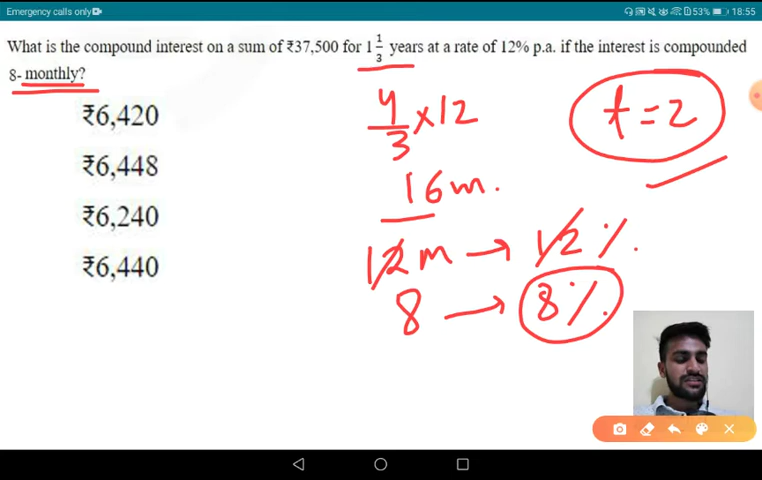 Emergency calls only 53% 18:55
What is the compound interest on a sum of ₹37,500 for 1 1/3 years at a rate of 12% p.a. if the interest is compounded
8- monthly?
₹6,420
₹6,448
₹6,240
₹6,440
4/3 × 12
16 m.
12 m → 12 %.
8 → 8 %.
t = 2